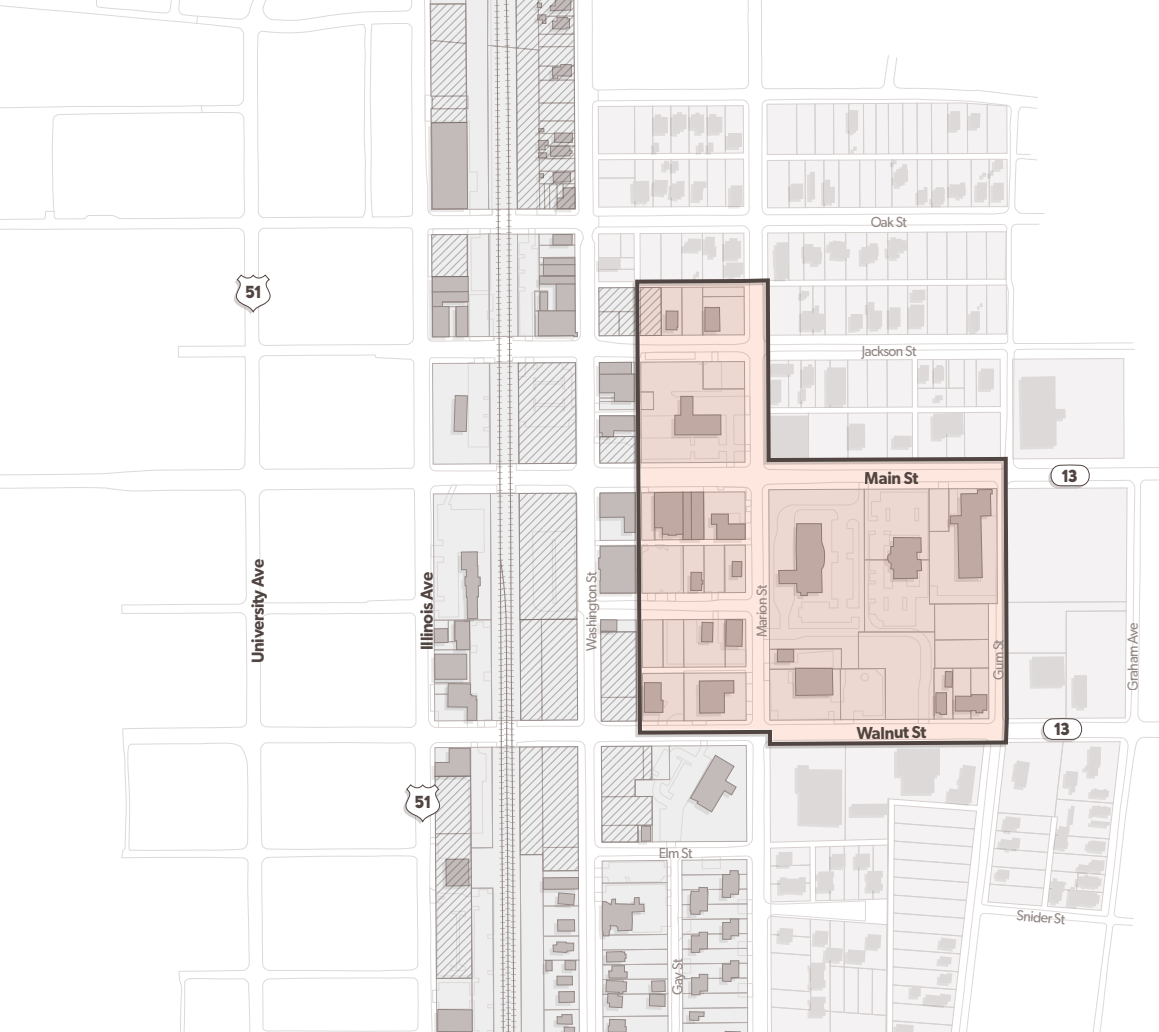 Oak St
51
Jackson St
Main St
13
University Ave
Illinois Ave
Washington St
Marion St
Gum St
Graham Ave
Walnut St
13
51
Elm St
Snider St
Gay St